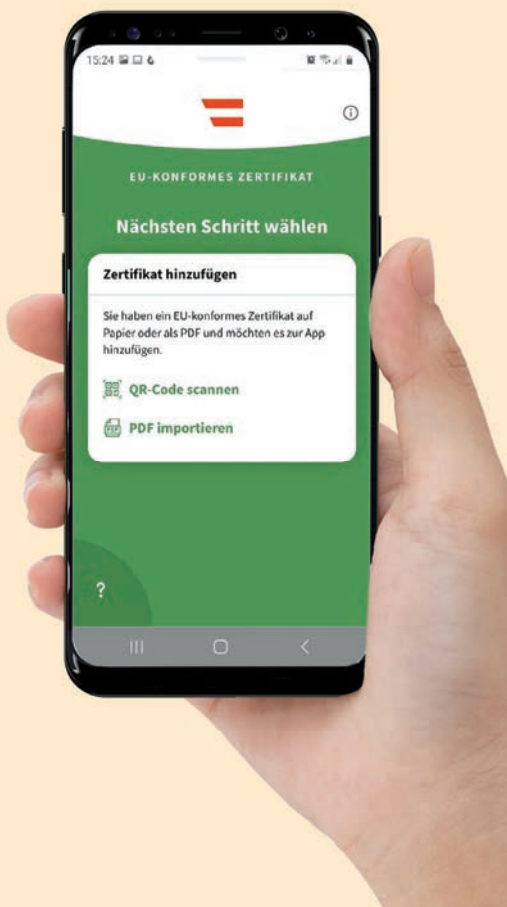 15:24
EU-KONFORMES ZERTIFIKAT
Nächsten Schritt wählen
Zertifikat hinzufügen
Sie haben ein EU-konformes Zertifikat auf
Papier oder als PDF und möchten es zur App
hinzufügen.
QR-Code scannen
PDF
PDF importieren
?